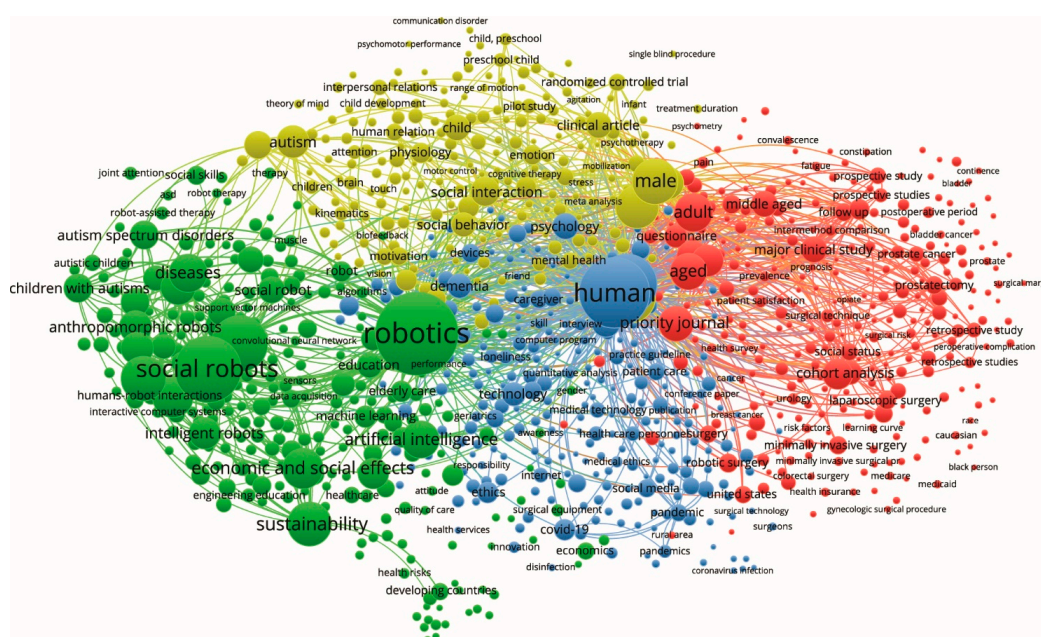 communication disorder
child, preschool
psychomotor performance
single blind procedure
preschool child
interpersonal relations
range of motion
randomized controlled trial
theory of mind
child development
pilot study
agitation
infant
treatment duration
human relation
child
clinical article
psychometry
autism
attention
physiology
psychotherapy
convalescence
emotion
pain
constipation
joint attention
social skills
therapy
motor control
cognitive therapy
mobilization
fatigue
continence
asd
robot therapy
children
brain
touch
social interaction
stress
male
prospective study
bladder
meta analysis
prospective studies
robot-assisted therapy
kinematics
adult
middle aged
follow up
postoperative period
social behavior
psychology
intermethod comparison
autism spectrum disorders
muscle
biofeedback
questionnaire
bladder cancer
major clinical study
prostate cancer
autistic children
motivation
devices
mental health
prostate
diseases
robot
vision
friend
aged
prognosis
prevalence
children with autisms
social robot
algorithms
dementia
human
prostatectomy
surgical mar
caregiver
patient satisfaction
opiate
support vector machines
surgical technique
anthropomorphic robots
robotics
skill
interview
priority journal
retrospective study
convolutional neural network
computer program
surgical risk
peroperative complication
health survey
social status
loneliness
practice guideline
retrospective studies
social robots
education
performance
quantitative analysis
patient care
cohort analysis
sensors
cancer
humans-robot interactions
data acquisition
elderly care
technology
gender
conference paper
urology
laparoscopic surgery
interactive computer systems
machine learning
geriatrics
medical technology
publication
breast cancer
race
risk factors
learning curve
intelligent robots
artificial intelligence
awareness
health care personnel
surgery
caucasian
minimally invasive surgery
responsibility
medical ethics
robotic surgery
minimally invasive surgical on
economic and social effects
colorectal surgery
medicare
black person
internet
medicaid
engineering education
healthcare
attitude
ethics
social media
united states
health insurance
quality of care
surgical equipment
pandemic
surgical technology
gynecologic surgical procedure
sustainability
health services
covid-19
surgeons
rural area
innovation
economics
pandemics
disinfection
coronavirus infection
health risks
developing countries